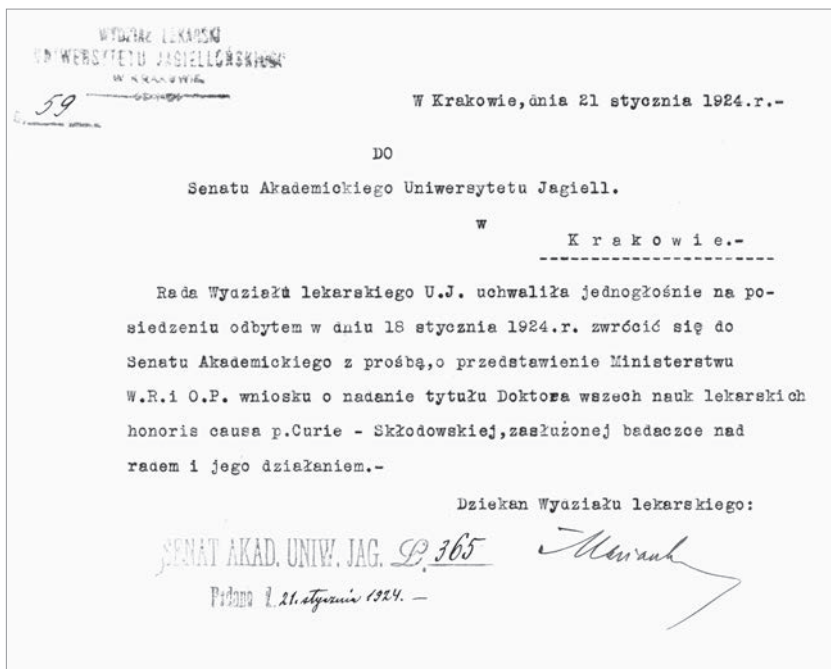 WYDZIAŁ LEKARSKI
UNIWERSYTETU JAGIELLOŃSKIEGO
W KRAKOWIE
59
W Krakowie,dnia 21 stycznia 1924.r.-
DO
Senatu Akademickiego Uniwersytetu Jagiell.
w
K r a k o w i e.-
Rada Wydziału lekarskiego U.J. uchwaliła jednogłośnie na po-
siedzeniu odbytem w dniu 18 stycznia 1924.r. zwrócić się do
Senatu Akademickiego z prośbą,o przedstawienie Ministerstwu
W.R.i O.P. wniosku o nadanie tytułu Doktora wszech nauk lekarskich
honoris causa p.Curie - Skłodowskiej,zasłużonej badaczce nad
radem i jego działaniem.-
Dziekan Wydziału lekarskiego:
SENAT AKAD. UNIW. JAG. L. 365
Podano d. 21. stycznia 1924. —